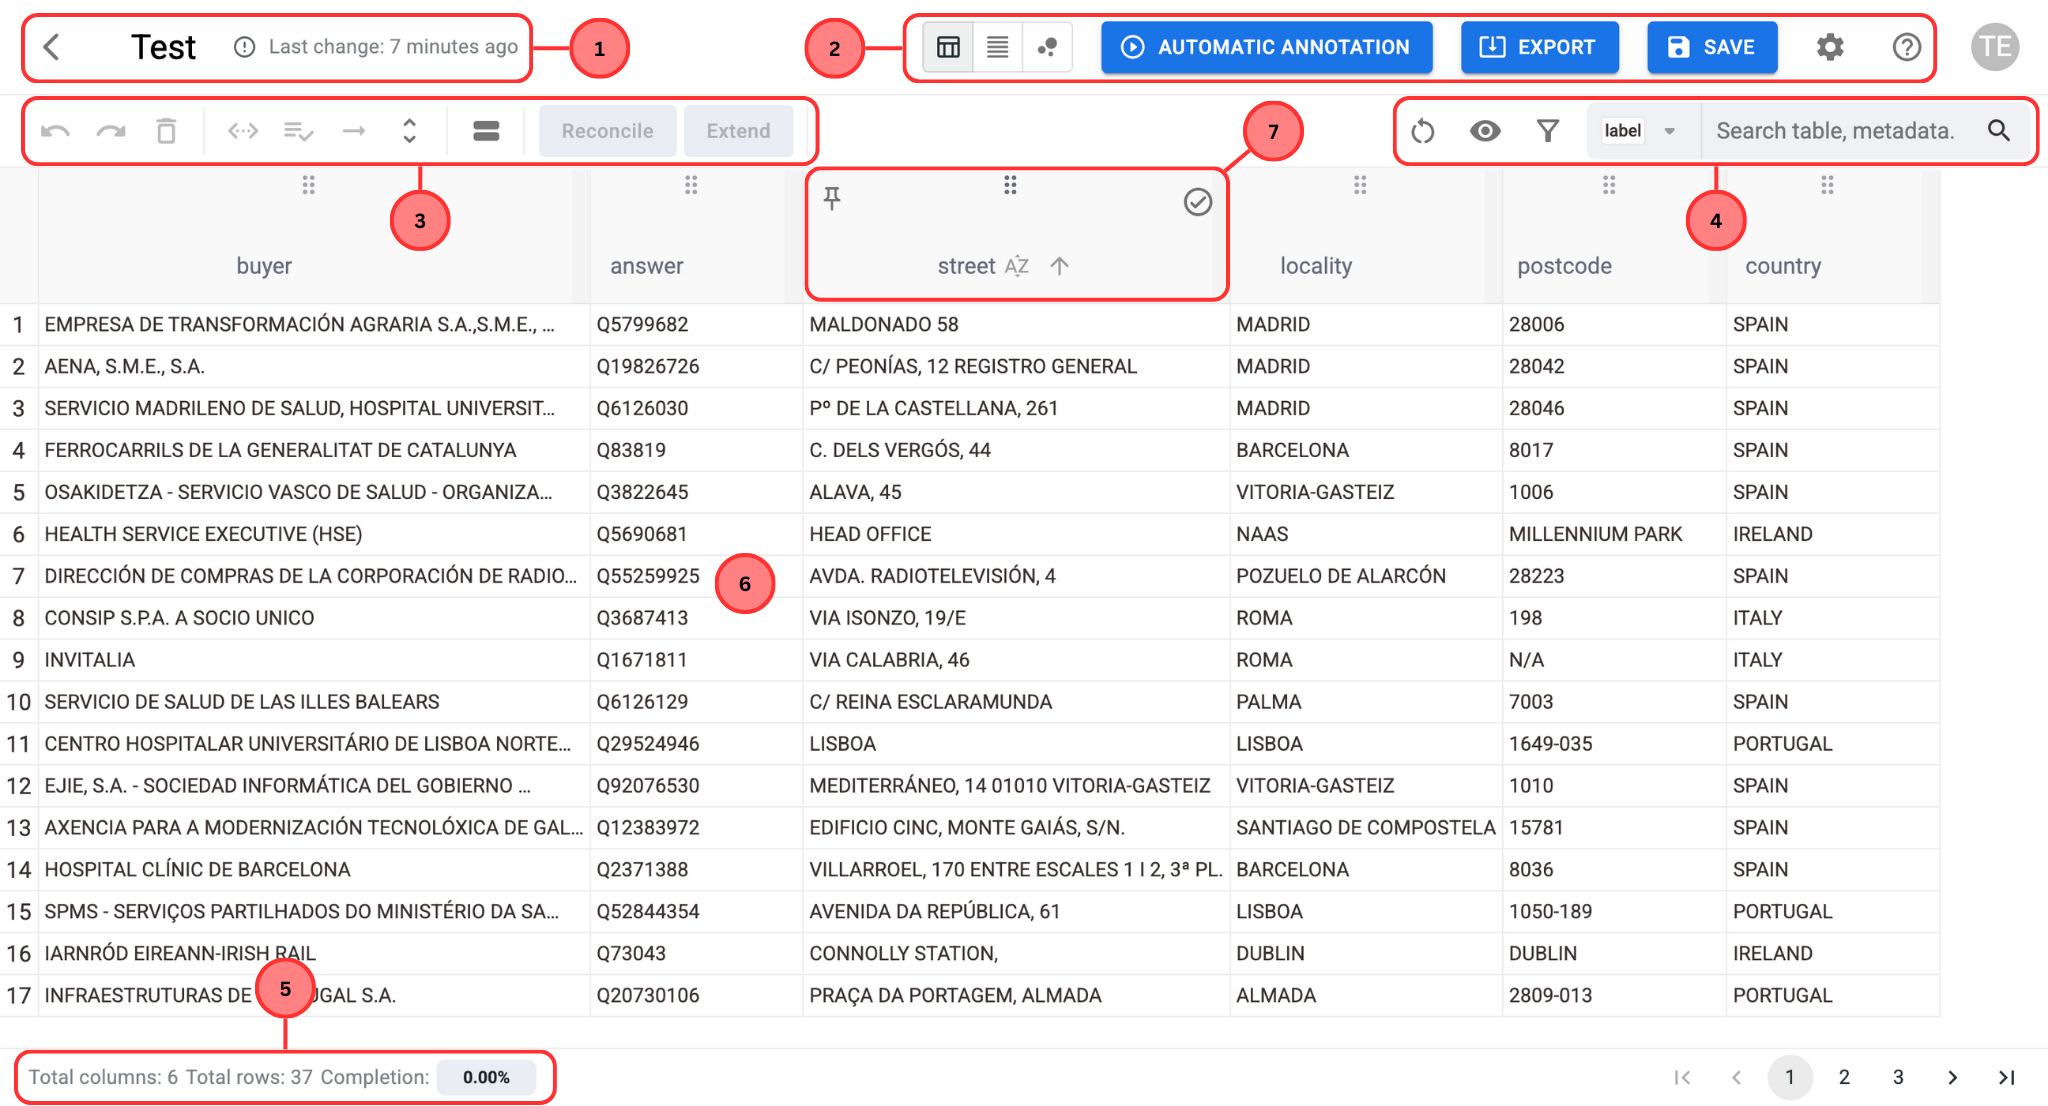 Test Last change: 7 minutes ago 1 2 AUTOMATIC ANNOTATION EXPORT SAVE TE
Reconcile Extend 7 label Search table, metadata.
3 4
buyer answer street AZ locality postcode country
1 EMPRESA DE TRANSFORMACIÓN AGRARIA S.A.,S.M.E., ... Q5799682 MALDONADO 58 MADRID 28006 SPAIN
2 AENA, S.M.E., S.A. Q19826726 C/ PEONÍAS, 12 REGISTRO GENERAL MADRID 28042 SPAIN
3 SERVICIO MADRILENO DE SALUD, HOSPITAL UNIVERSIT... Q6126030 Pº DE LA CASTELLANA, 261 MADRID 28046 SPAIN
4 FERROCARRILS DE LA GENERALITAT DE CATALUNYA Q83819 C. DELS VERGÓS, 44 BARCELONA 8017 SPAIN
5 OSAKIDETZA - SERVICIO VASCO DE SALUD - ORGANIZA... Q3822645 ALAVA, 45 VITORIA-GASTEIZ 1006 SPAIN
6 HEALTH SERVICE EXECUTIVE (HSE) Q5690681 HEAD OFFICE NAAS MILLENNIUM PARK IRELAND
7 DIRECCIÓN DE COMPRAS DE LA CORPORACIÓN DE RADIO... Q55259925 6 AVDA. RADIOTELEVISIÓN, 4 POZUELO DE ALARCÓN 28223 SPAIN
8 CONSIP S.P.A. A SOCIO UNICO Q3687413 VIA ISONZO, 19/E ROMA 198 ITALY
9 INVITALIA Q1671811 VIA CALABRIA, 46 ROMA N/A ITALY
10 SERVICIO DE SALUD DE LAS ILLES BALEARS Q6126129 C/ REINA ESCLARAMUNDA PALMA 7003 SPAIN
11 CENTRO HOSPITALAR UNIVERSITÁRIO DE LISBOA NORTE... Q29524946 LISBOA LISBOA 1649-035 PORTUGAL
12 EJIE, S.A. - SOCIEDAD INFORMÁTICA DEL GOBIERNO ... Q92076530 MEDITERRÁNEO, 14 01010 VITORIA-GASTEIZ VITORIA-GASTEIZ 1010 SPAIN
13 AXENCIA PARA A MODERNIZACIÓN TECNOLÓXICA DE GAL... Q12383972 EDIFICIO CINC, MONTE GAIÁS, S/N. SANTIAGO DE COMPOSTELA 15781 SPAIN
14 HOSPITAL CLÍNIC DE BARCELONA Q2371388 VILLARROEL, 170 ENTRE ESCALES 1 I 2, 3ª PL. BARCELONA 8036 SPAIN
15 SPMS - SERVIÇOS PARTILHADOS DO MINISTÉRIO DA SA... Q52844354 AVENIDA DA REPÚBLICA, 61 LISBOA 1050-189 PORTUGAL
16 IARNRÓD EIREANN-IRISH RAIL Q73043 CONNOLLY STATION, DUBLIN DUBLIN IRELAND
17 INFRAESTRUTURAS DE 5 UGAL S.A. Q20730106 PRAÇA DA PORTAGEM, ALMADA ALMADA 2809-013 PORTUGAL
Total columns: 6 Total rows: 37 Completion: 0.00% 1 2 3